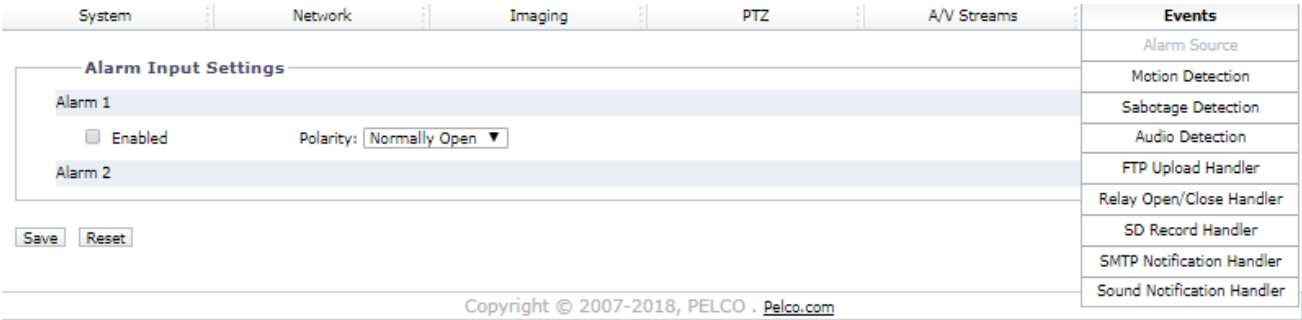 System Network Imaging PTZ A/V Streams Events
Alarm Source
Alarm Input Settings
Motion Detection
Alarm 1
Sabotage Detection
Enabled Polarity: Normally Open ▼
Audio Detection
Alarm 2
FTP Upload Handler
Relay Open/Close Handler
Save Reset
SD Record Handler
SMTP Notification Handler
Sound Notification Handler
Copyright © 2007-2018, PELCO . Pelco.com